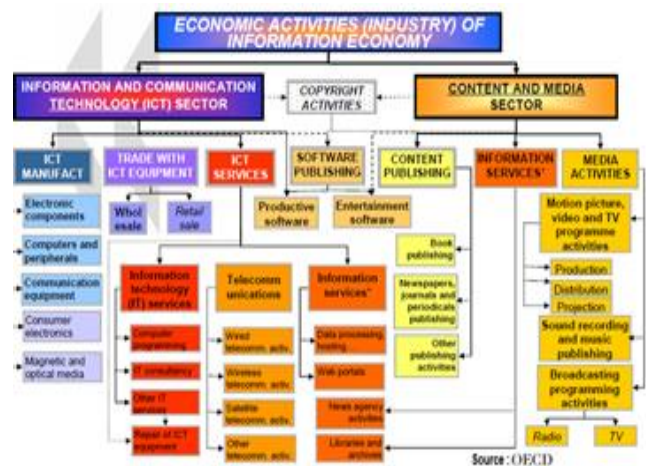 ECONOMIC ACTIVITIES (INDUSTRY) OF
INFORMATION ECONOMY
INFORMATION AND COMMUNICATION
TECHNOLOGY (ICT) SECTOR
COPYRIGHT
ACTIVITIES
CONTENT AND MEDIA
SECTOR
ICT
MANUFACT
TRADE WITH
ICT EQUIPMENT
ICT
SERVICES
SOFTWARE
PUBLISHING
CONTENT
PUBLISHING
INFORMATION
SERVICES*
MEDIA
ACTIVITIES
Electronic
components
Computers and
peripherals
Communication
equipment
Consumer
electronics
Magnetic and
optical media
Whol
esale
Retail
sale
Productive
software
Entertainment
software
Information
technology
(IT) services
Computer
programming
IT consultancy
Other IT
services
Repair of ICT
equipment
Telecomm
unications
Wired
telecomm. activ.
Wireless
telecomm. activ.
Satellite
telecomm. activ.
Other
telecomm. activ.
Information
services*
Data processing,
hosting
Web portals
News agency
activities
Libraries and
archives
Book
publishing
Newspapers,
journals and
periodicals publishing
Other
publishing
activities
Motion picture,
video and TV
programme
activities
Production
Distribution
Projection
Sound recording
and music
publishing
Broadcasting
programming
activities
Radio
TV
Source : OECD